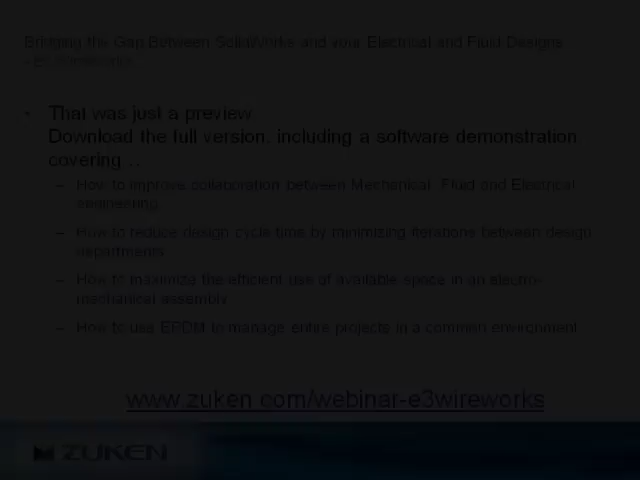 Bridging the Gap Between SolidWorks and your Electrical and Fluid Designs
- E3.WireWorks
• That was just a preview
Download the full version, including a software demonstration
covering…
– How to improve collaboration between Mechanical, Fluid and Electrical
engineering
– How to reduce design cycle time by minimizing iterations between design
departments
– How to maximize the efficient use of available space in an electro-
mechanical assembly
– How to use EPDM to manage entire projects in a common environment
www.zuken.com/webinar-e3wireworks
ZUKEN